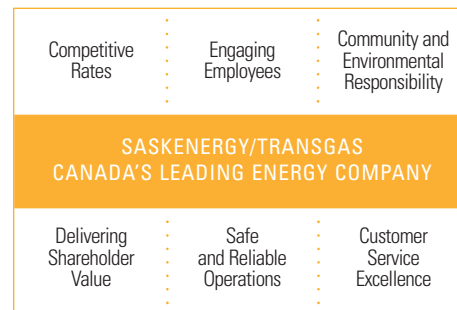 Competitive
Rates
Engaging
Employees
Community and
Environmental
Responsibility
SASKENERGY/TRANSGAS
CANADA'S LEADING ENERGY COMPANY
Delivering
Shareholder
Value
Safe
and Reliable
Operations
Customer
Service
Excellence